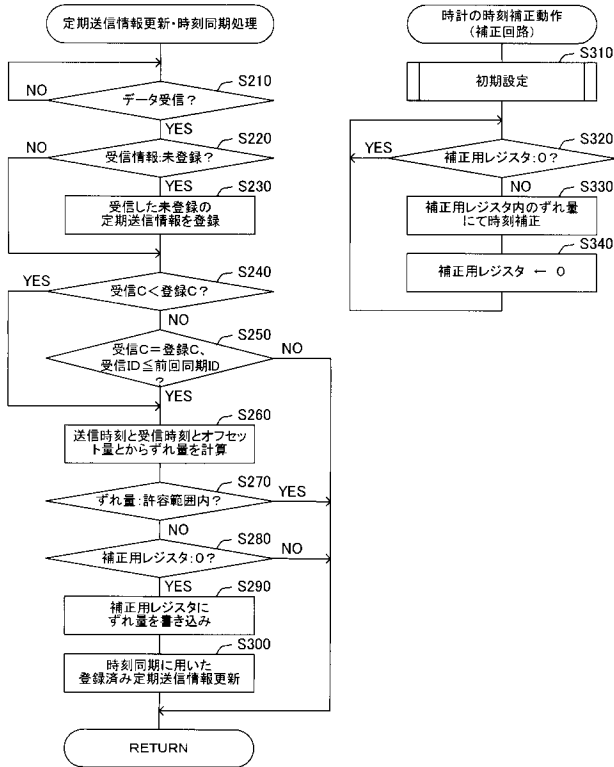 定期送信情報更新・時刻同期処理
S210
データ受信？
NO
YES
S220
受信情報:未登録？
NO
YES
S230
受信した未登録の
定期送信情報を登録
S240
受信C＜登録C？
YES
NO
S250
受信C＝登録C、
受信ID≦前回同期ID
？
NO
YES
S260
送信時刻と受信時刻とオフセ
ット量とからずれ量を計算
S270
ずれ量:許容範囲内？
YES
NO
S280
補正用レジスタ:0？
NO
YES
S290
補正用レジスタに
ずれ量を書き込み
S300
時刻同期に用いた
登録済み定期送信情報更新
RETURN
時計の時刻補正動作
（補正回路）
S310
初期設定
S320
補正用レジスタ:0？
YES
NO
S330
補正用レジスタ内のずれ量
にて時刻補正
S340
補正用レジスタ ← 0